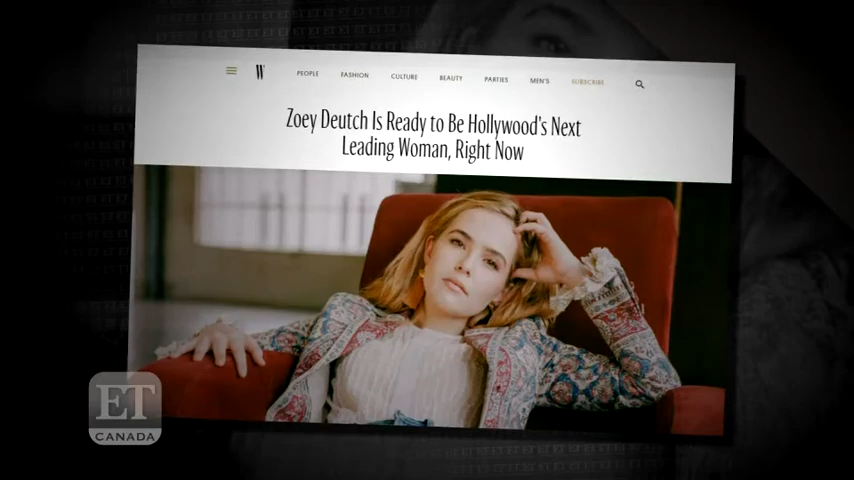 W
PEOPLE
FASHION
CULTURE
BEAUTY
PARTIES
MEN'S
SUBSCRIBE
Zoey Deutch Is Ready to Be Hollywood's Next
Leading Woman, Right Now
ET
CANADA